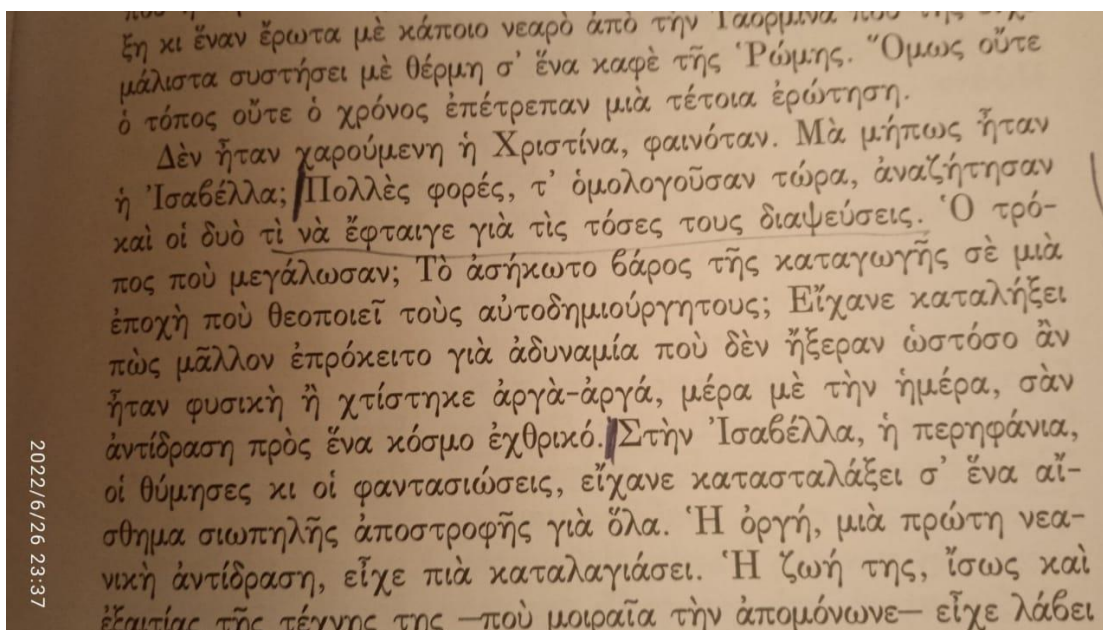 ξη κι ἕναν ἔρωτα μὲ κάποιο νεαρὸ ἀπὸ τὴν Ταορμίνα ποὺ
μάλιστα συστήσει μὲ θέρμη σ' ἕνα καφὲ τῆς Ῥώμης. Ὅμως οὔτε
ὁ τόπος οὔτε ὁ χρόνος ἐπέτρεπαν μιὰ τέτοια ἐρώτηση.
Δὲν ἦταν χαρούμενη ἡ Χριστίνα, φαινόταν. Μὰ μήπως ἦταν
ἡ Ἰσαβέλλα; Πολλὲς φορές, τ' ὁμολογοῦσαν τώρα, ἀναζήτησαν
καὶ οἱ δυὸ τὶ νὰ ἔφταιγε γιὰ τὶς τόσες τους διαψεύσεις. Ὁ τρό-
πος ποὺ μεγάλωσαν; Τὸ ἀσήκωτο βάρος τῆς καταγωγῆς σὲ μιὰ
ἐποχὴ ποὺ θεοποιεῖ τοὺς αὐτοδημιούργητους; Εἴχανε καταλήξει
πὼς μᾶλλον ἐπρόκειτο γιὰ ἀδυναμία ποὺ δὲν ἤξεραν ὡστόσο ἂν
ἦταν φυσικὴ ἢ χτίστηκε ἀργὰ-ἀργά, μέρα μὲ τὴν ἡμέρα, σὰν
ἀντίδραση πρὸς ἕνα κόσμο ἐχθρικό. Στὴν Ἰσαβέλλα, ἡ περηφάνια,
οἱ θύμησες κι οἱ φαντασιώσεις, εἴχανε κατασταλάξει σ' ἕνα αἴ-
σθημα σιωπηλῆς ἀποστροφῆς γιὰ ὅλα. Ἡ ὀργή, μιὰ πρώτη νεα-
νικὴ ἀντίδραση, εἶχε πιὰ καταλαγιάσει. Ἡ ζωή της, ἴσως καὶ
ἐξαιτίας τῆς τέχνης της —ποὺ μοιραῖα τὴν ἀπομόνωνε— εἶχε λάβει
2022/6/26 23:37